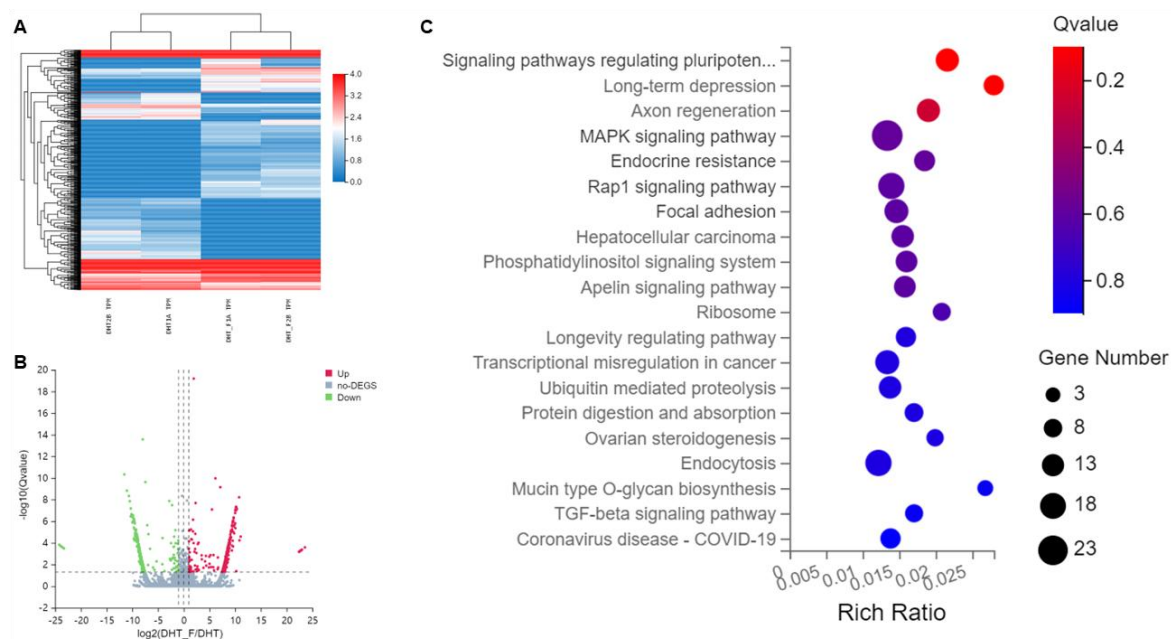 A
4.0
3.2
2.4
1.6
0.8
0.0
DHT2B TPM
DHT1A TPM
DHT_F1A TPM
DHT_F2B TPM
B
20
18
16
14
12
10
8
6
4
2
0
-2
-log10(Qvalue)
-25
-20
-15
-10
-5
0
5
10
15
20
25
log2(DHT_F/DHT)
Up
no-DEGS
Down
C
Signaling pathways regulating pluripoten...
Long-term depression
Axon regeneration
MAPK signaling pathway
Endocrine resistance
Rap1 signaling pathway
Focal adhesion
Hepatocellular carcinoma
Phosphatidylinositol signaling system
Apelin signaling pathway
Ribosome
Longevity regulating pathway
Transcriptional misregulation in cancer
Ubiquitin mediated proteolysis
Protein digestion and absorption
Ovarian steroidogenesis
Endocytosis
Mucin type O-glycan biosynthesis
TGF-beta signaling pathway
Coronavirus disease - COVID-19
0
0.005
0.01
0.015
0.02
0.025
Rich Ratio
Qvalue
0.2
0.4
0.6
0.8
Gene Number
3
8
13
18
23